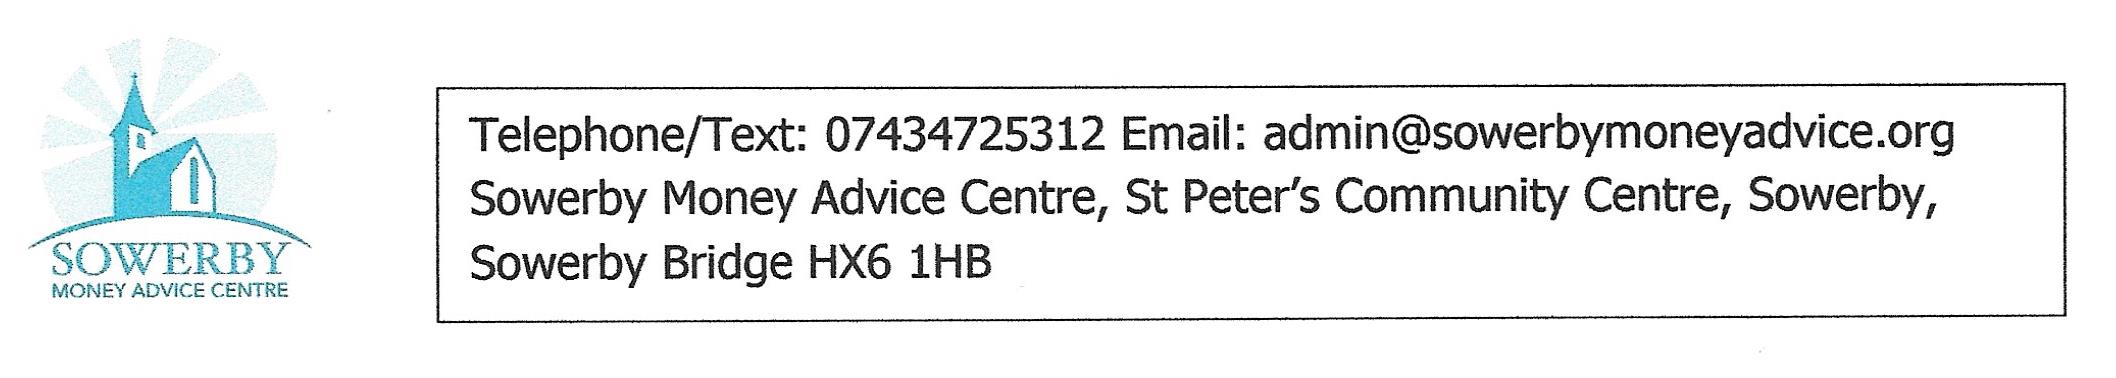 SOWERBY
MONEY ADVICE CENTRE
Telephone/Text: 07434725312 Email: admin@sowerbymoneyadvice.org
Sowerby Money Advice Centre, St Peter's Community Centre, Sowerby,
Sowerby Bridge HX6 1HB